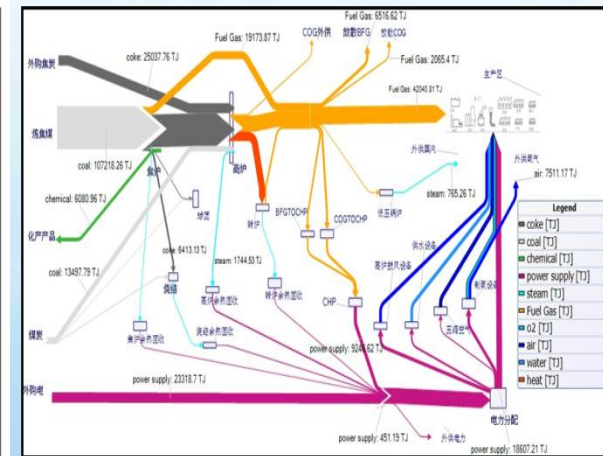 Fuel Gas: 19173.87 TJ
COG外供
Fuel Gas: 6516.62 TJ
放散BFG
放散COG
外购焦炭
coke: 25037.76 TJ
Fuel Gas: 2065.4 TJ
Fuel Gas: 42040.81 TJ
生产区
炼焦煤
coal: 107218.26 TJ
焦炉
高炉
外供蒸汽
外供氧气
air: 7511.17 TJ
steam: 765.26 TJ
低压锅炉
chemical: 6080.96 TJ
球团
转炉
化产产品
BFGTOCHP
COGTOCHP
供水设备
高炉鼓风设备
coke: 6413.13 TJ
steam: 1744.53 TJ
coal: 13497.79 TJ
烧结
高炉余热回收
转炉余热回收
CHP
压缩空气
制氧设备
煤炭
焦炉余热回收
烧结余热回收
power supply: 9246.62 TJ
外购电
power supply: 23318.7 TJ
电力分配
power supply: 451.19 TJ
外供电力
power supply: 18607.21 TJ
Legend
coke [TJ]
coal [TJ]
chemical [TJ]
power supply [TJ]
steam [TJ]
Fuel Gas [TJ]
o2 [TJ]
air [TJ]
water [TJ]
heat [TJ]